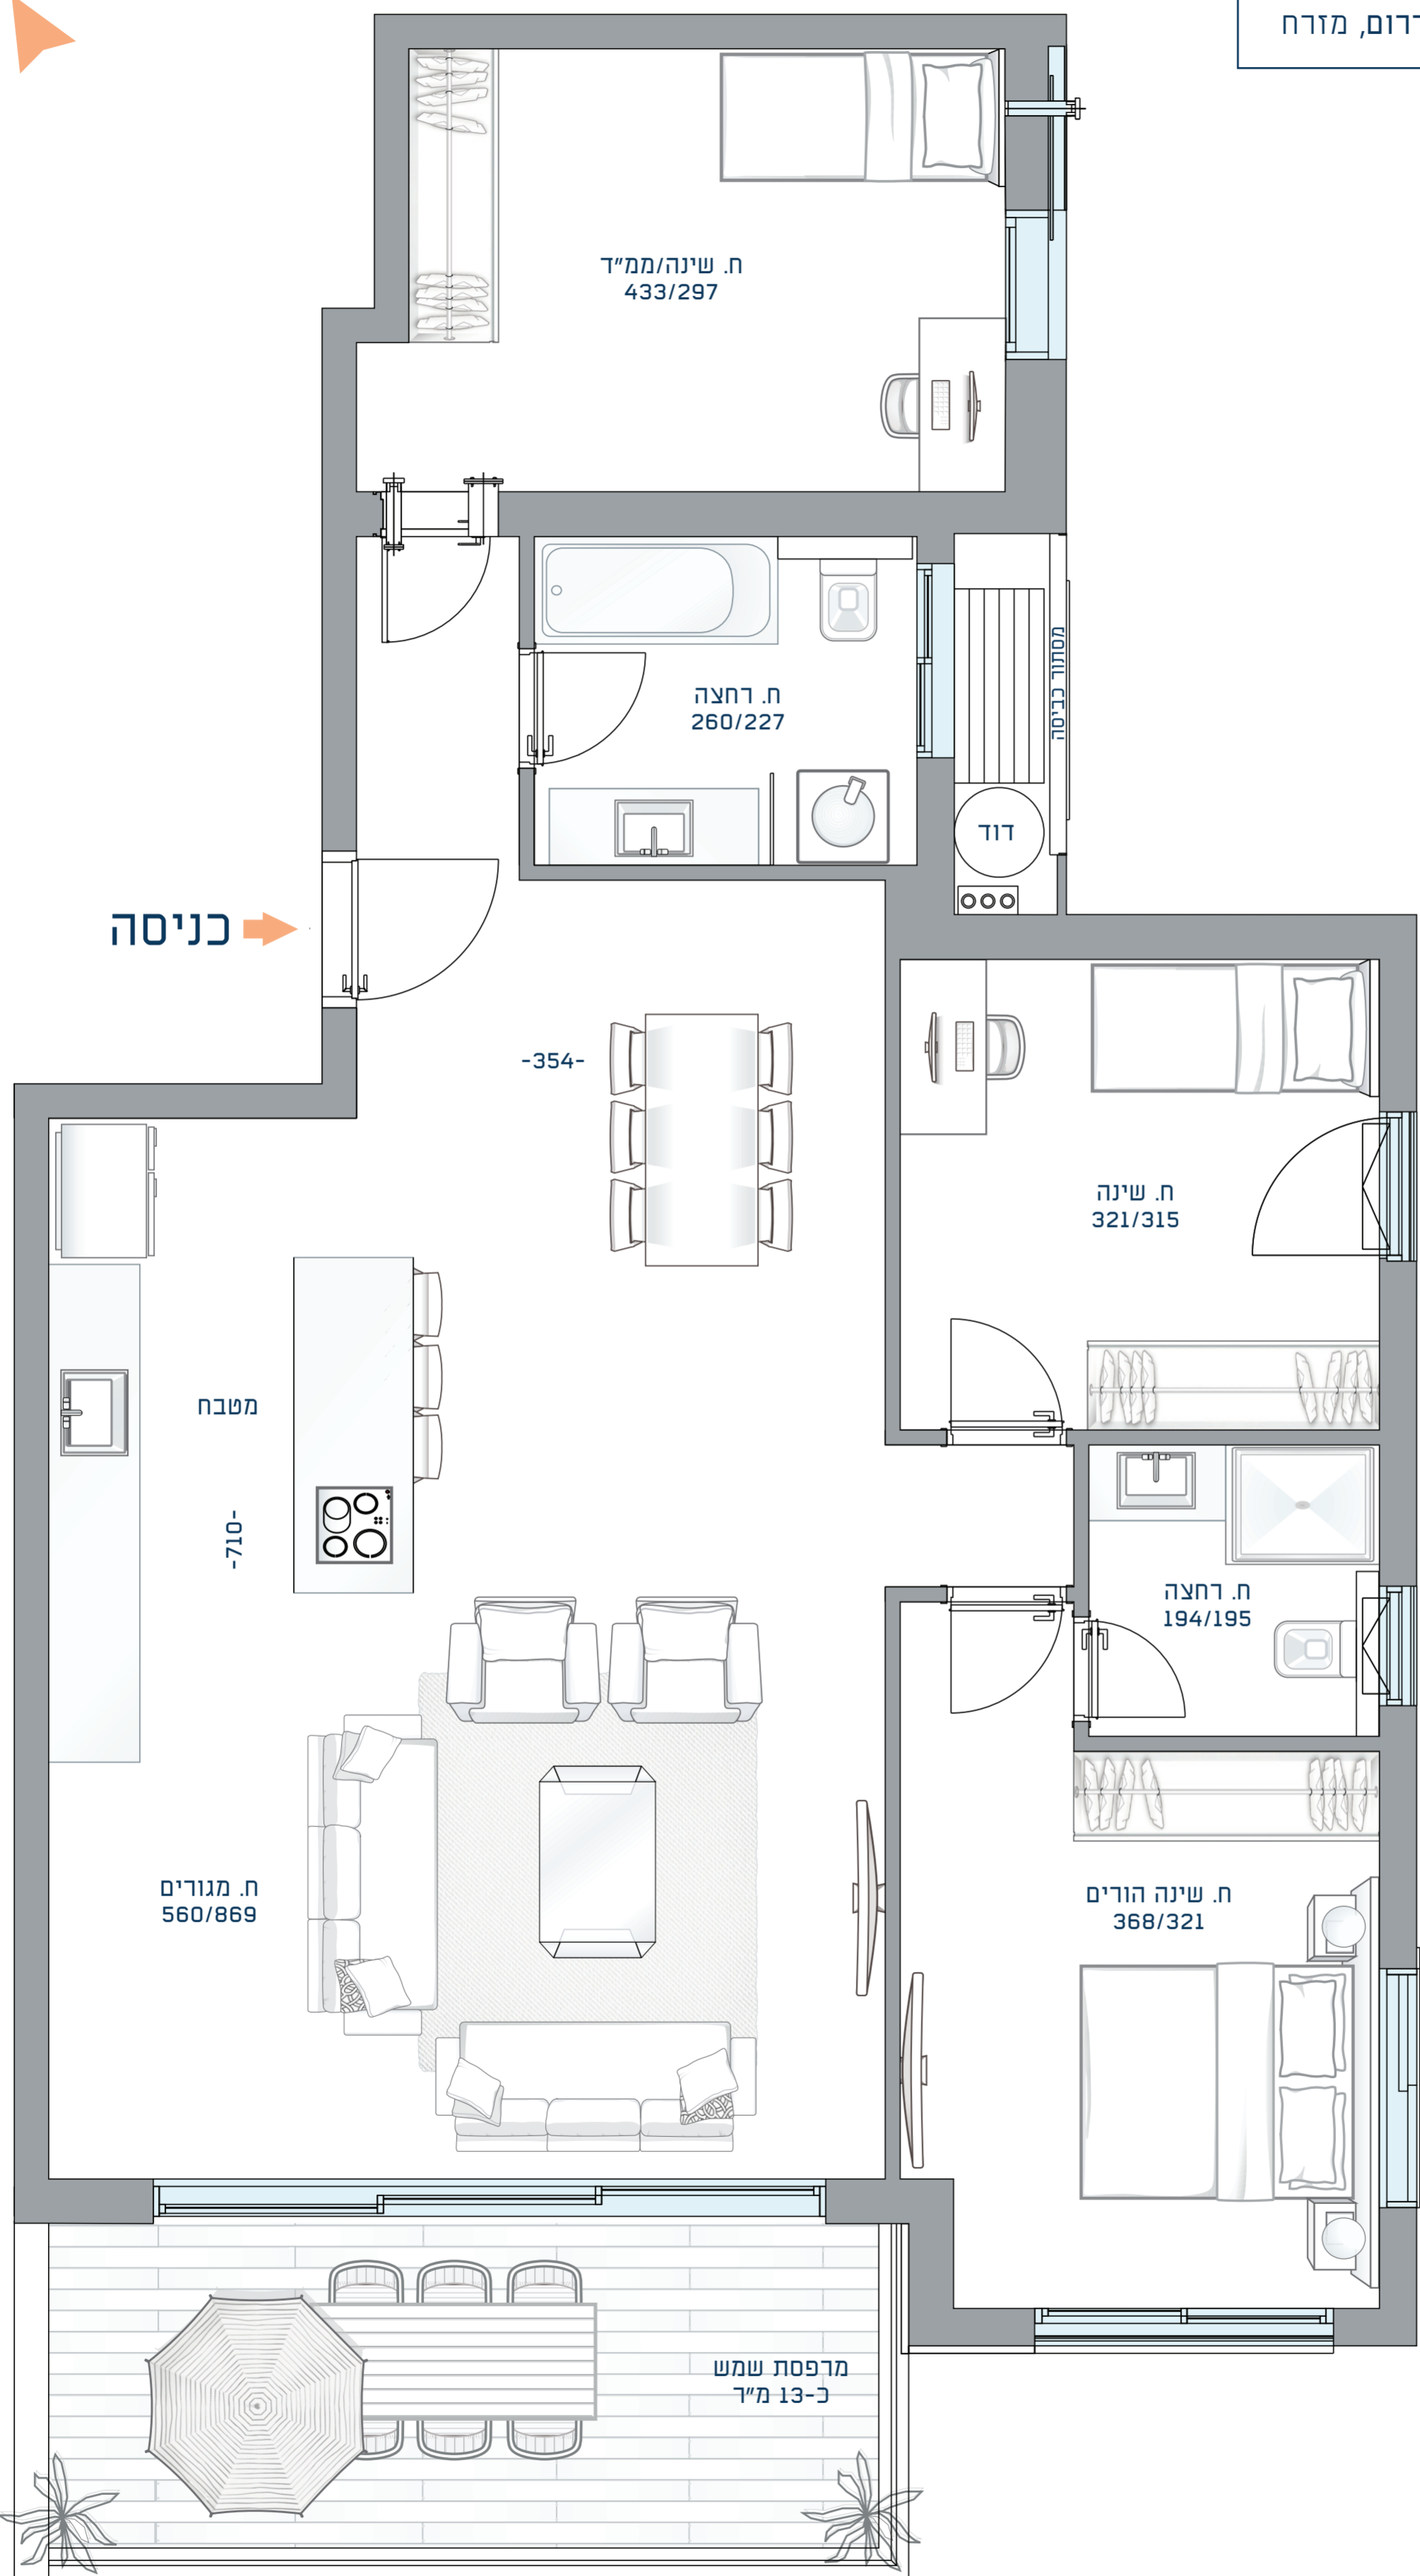 דרום, מזרח
ח. שינה/ממ"ד
433/297
ח. רחצה
260/227
מסתור כביסה
דוד
כניסה
-354-
ח. שינה
321/315
מטבח
-710-
ח. רחצה
194/195
ח. מגורים
560/869
ח. שינה הורים
368/321
מרפסת שמש
כ-13 מ"ר